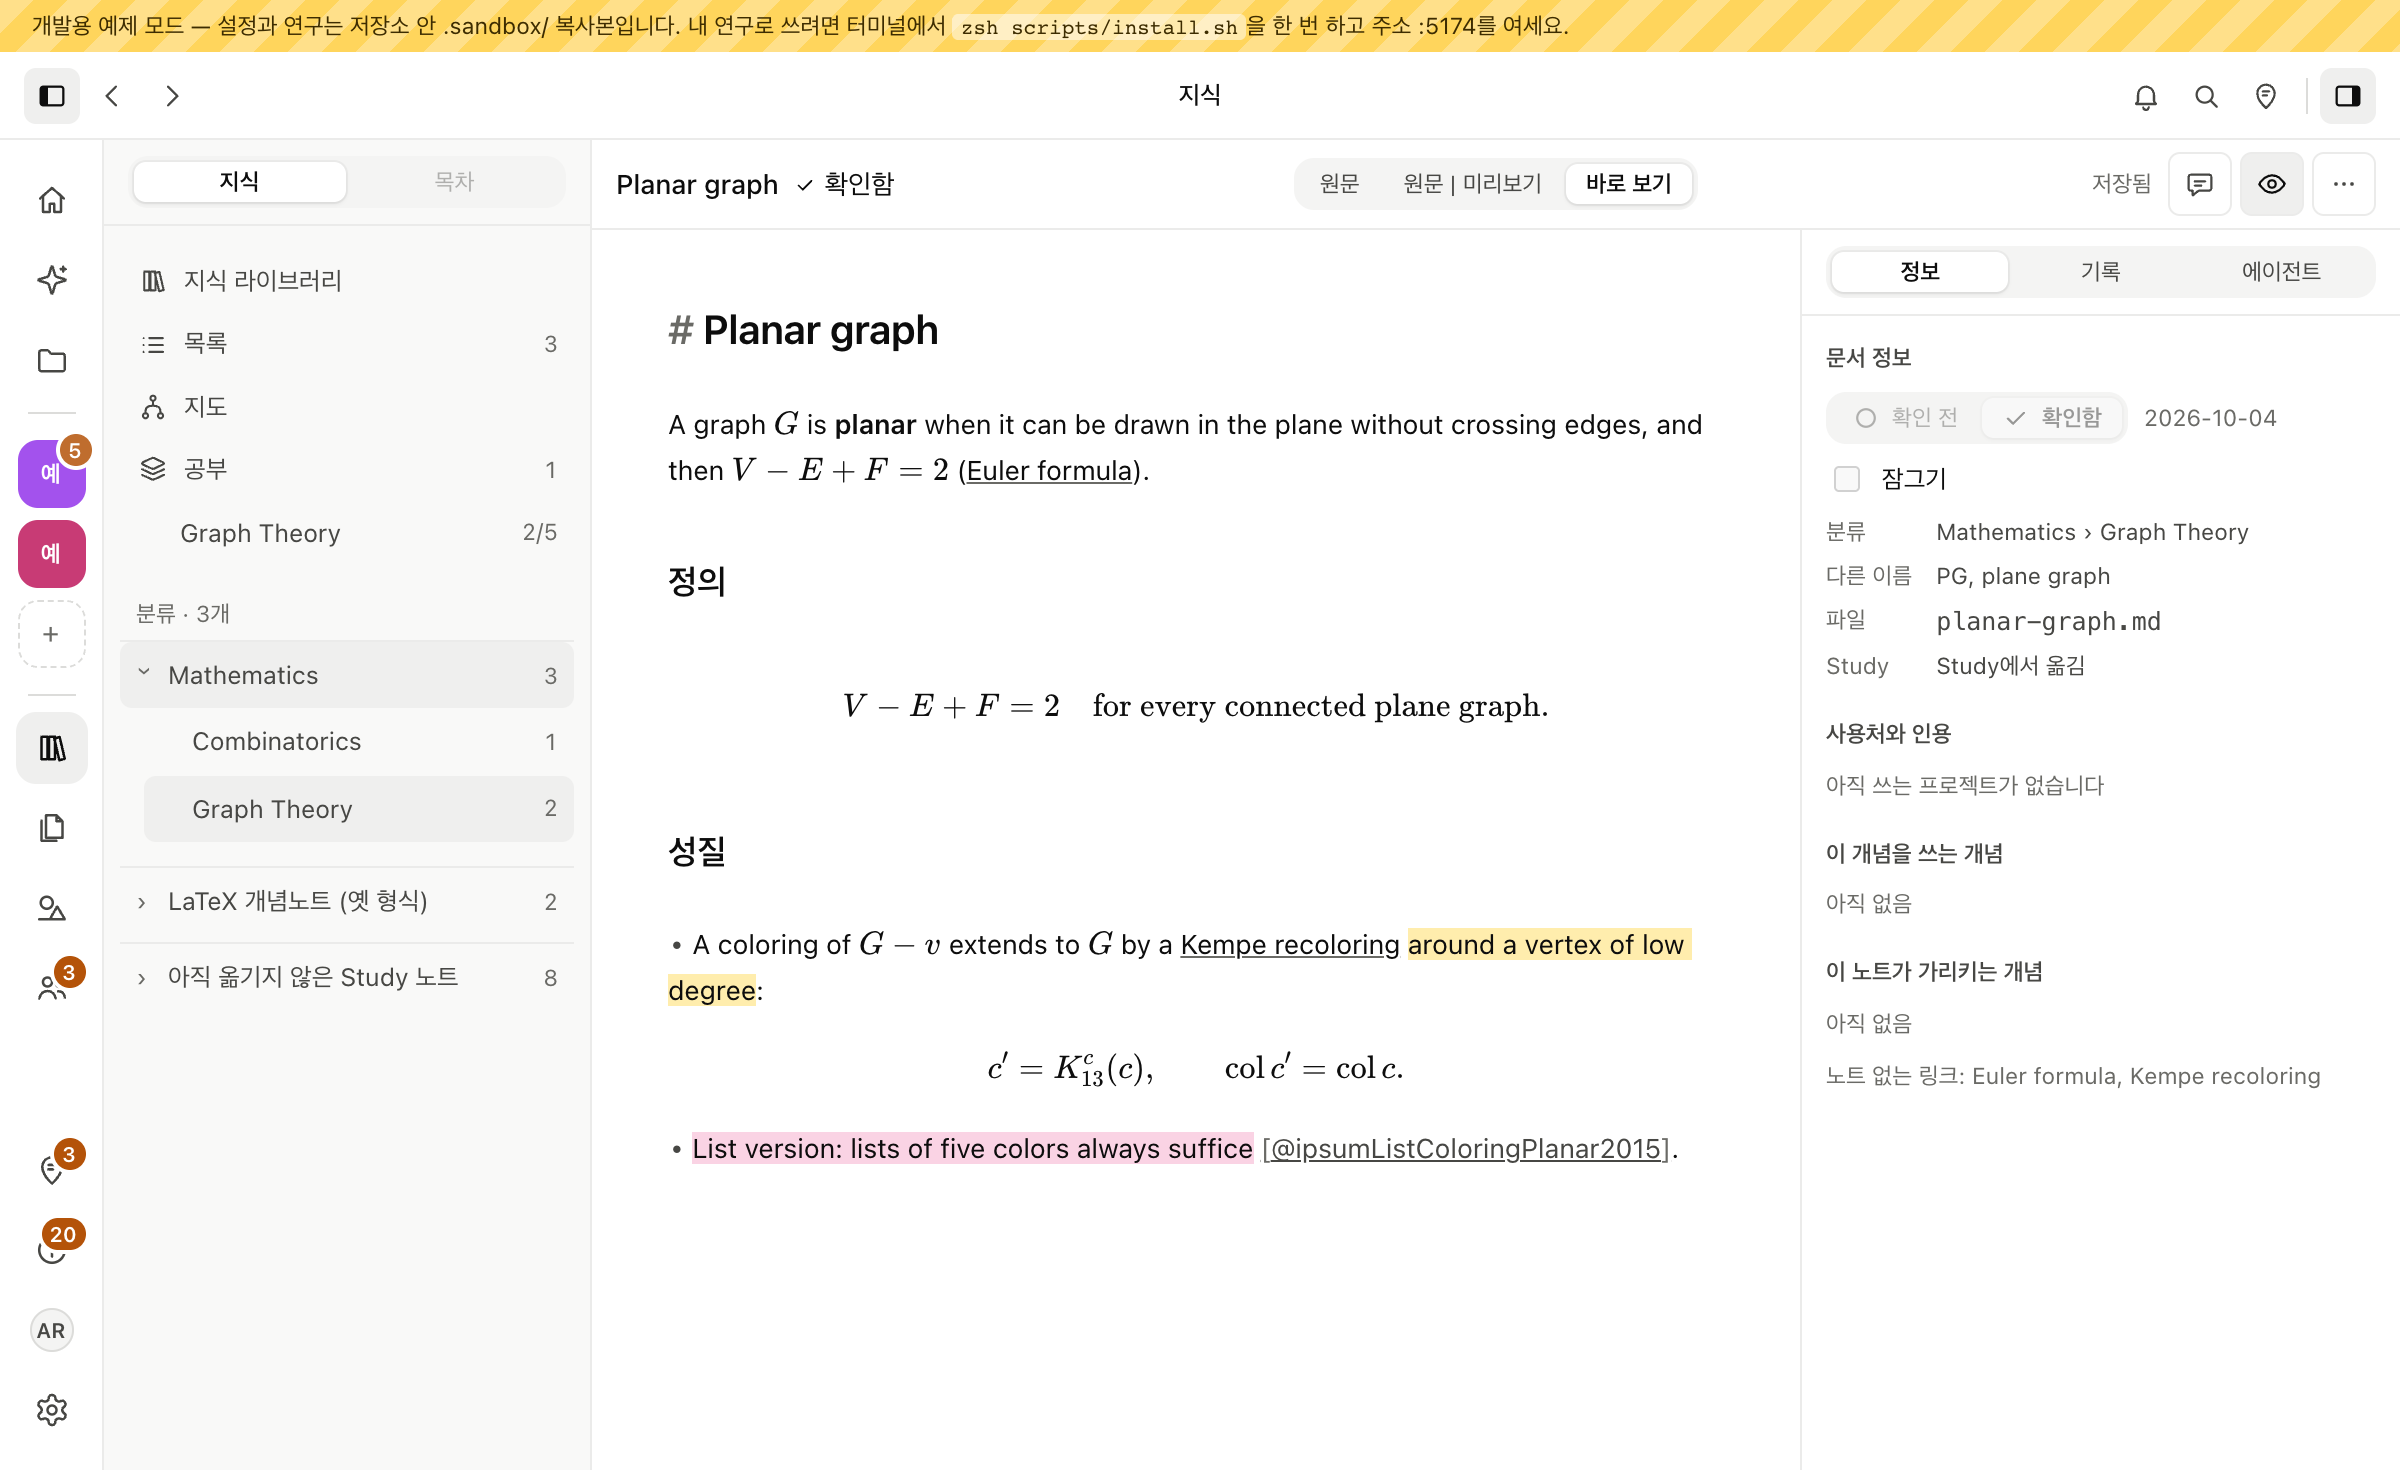 개발용 예제 모드 — 설정과 연구는 저장소 안 .sandbox/ 복사본입니다. 내 연구로 쓰려면 터미널에서 zsh scripts/install.sh을 한 번 하고 주소 :5174를 여세요.
지식
지식
목차
지식 라이브러리
목록 3
지도
공부 1
Graph Theory 2/5
분류 · 3개
Mathematics 3
Combinatorics 1
Graph Theory 2
LaTeX 개념노트 (옛 형식) 2
아직 옮기지 않은 Study 노트 8
5
예
예
+
3
3
20
AR
Planar graph ✓ 확인함
원문
원문 | 미리보기
바로 보기
저장됨
# Planar graph
A graph G is planar when it can be drawn in the plane without crossing edges, and
then V − E + F = 2 (Euler formula).
정의
V − E + F = 2 for every connected plane graph.
성질
• A coloring of G − v extends to G by a Kempe recoloring around a vertex of low
degree:
c′ = K_{13}^{c}(c), col c′ = col c.
• List version: lists of five colors always suffice [@ipsumListColoringPlanar2015].
정보
기록
에이전트
문서 정보
확인 전 ✓ 확인함 2026-10-04
잠그기
분류 Mathematics › Graph Theory
다른 이름 PG, plane graph
파일 planar-graph.md
Study Study에서 옮김
사용처와 인용
아직 쓰는 프로젝트가 없습니다
이 개념을 쓰는 개념
아직 없음
이 노트가 가리키는 개념
아직 없음
노트 없는 링크: Euler formula, Kempe recoloring